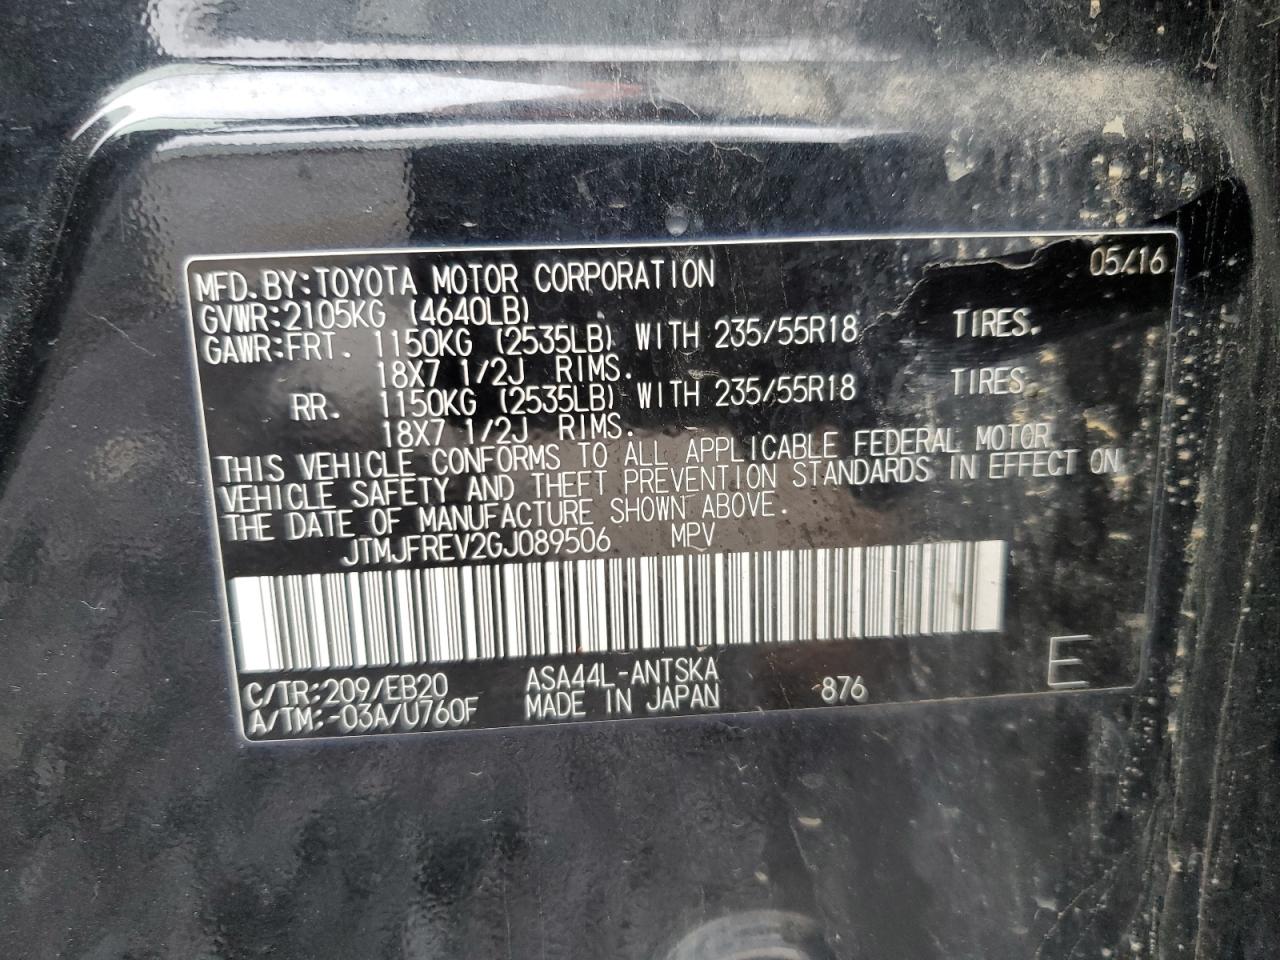 MFD.BY:TOYOTA MOTOR CORPORATION 05/16
GVWR:2105KG (4640LB)
GAWR:FRT. 1150KG (2535LB) WITH 235/55R18 TIRES.
18X7 1/2J RIMS.
RR. 1150KG (2535LB) WITH 235/55R18 TIRES.
18X7 1/2J RIMS.
THIS VEHICLE CONFORMS TO ALL APPLICABLE FEDERAL MOTOR
VEHICLE SAFETY AND THEFT PREVENTION STANDARDS IN EFFECT ON
THE DATE OF MANUFACTURE SHOWN ABOVE.
JTMJFREV2GJ089506 MPV
C/TR:209/EB20 ASA44L-ANTSKA
A/TM:-03A/U760F MADE IN JAPAN 876 E